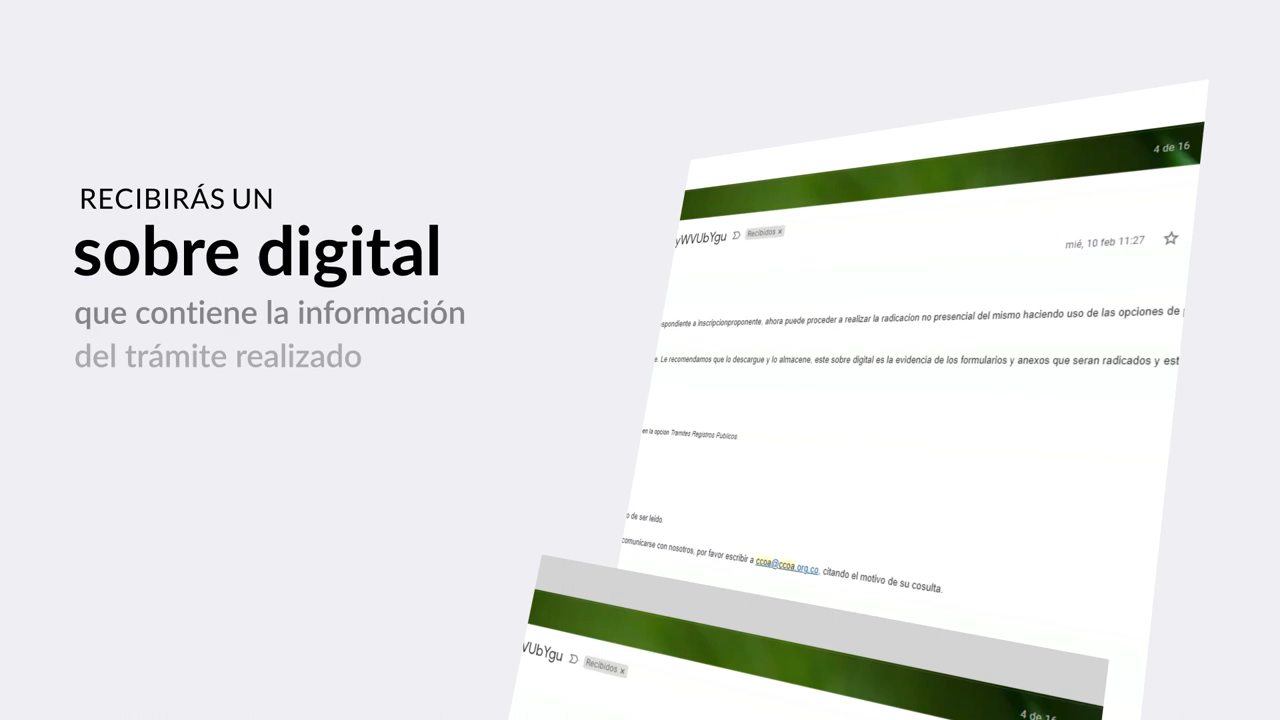 RECIBIRÁS UN
sobre digital
que contiene la información
del trámite realizado
4 de 16
yWVUbYgu Recibidos x
mié, 10 feb 11:27
spondiente a inscripcionproponente, ahora puede proceder a realizar la radicacion no presencial del mismo haciendo uso de las opciones de
e. Le recomendamos que lo descargue y lo almacene, este sobre digital es la evidencia de los formularios y anexos que seran radicados y est
en la opcion Tramites Registros Publicos.
o de ser leido.
comunicarse con nosotros, por favor escribir a ccoa@ccoa.org.co, citando el motivo de su cosulta.
VUbYgu Recibidos x
4 de 16